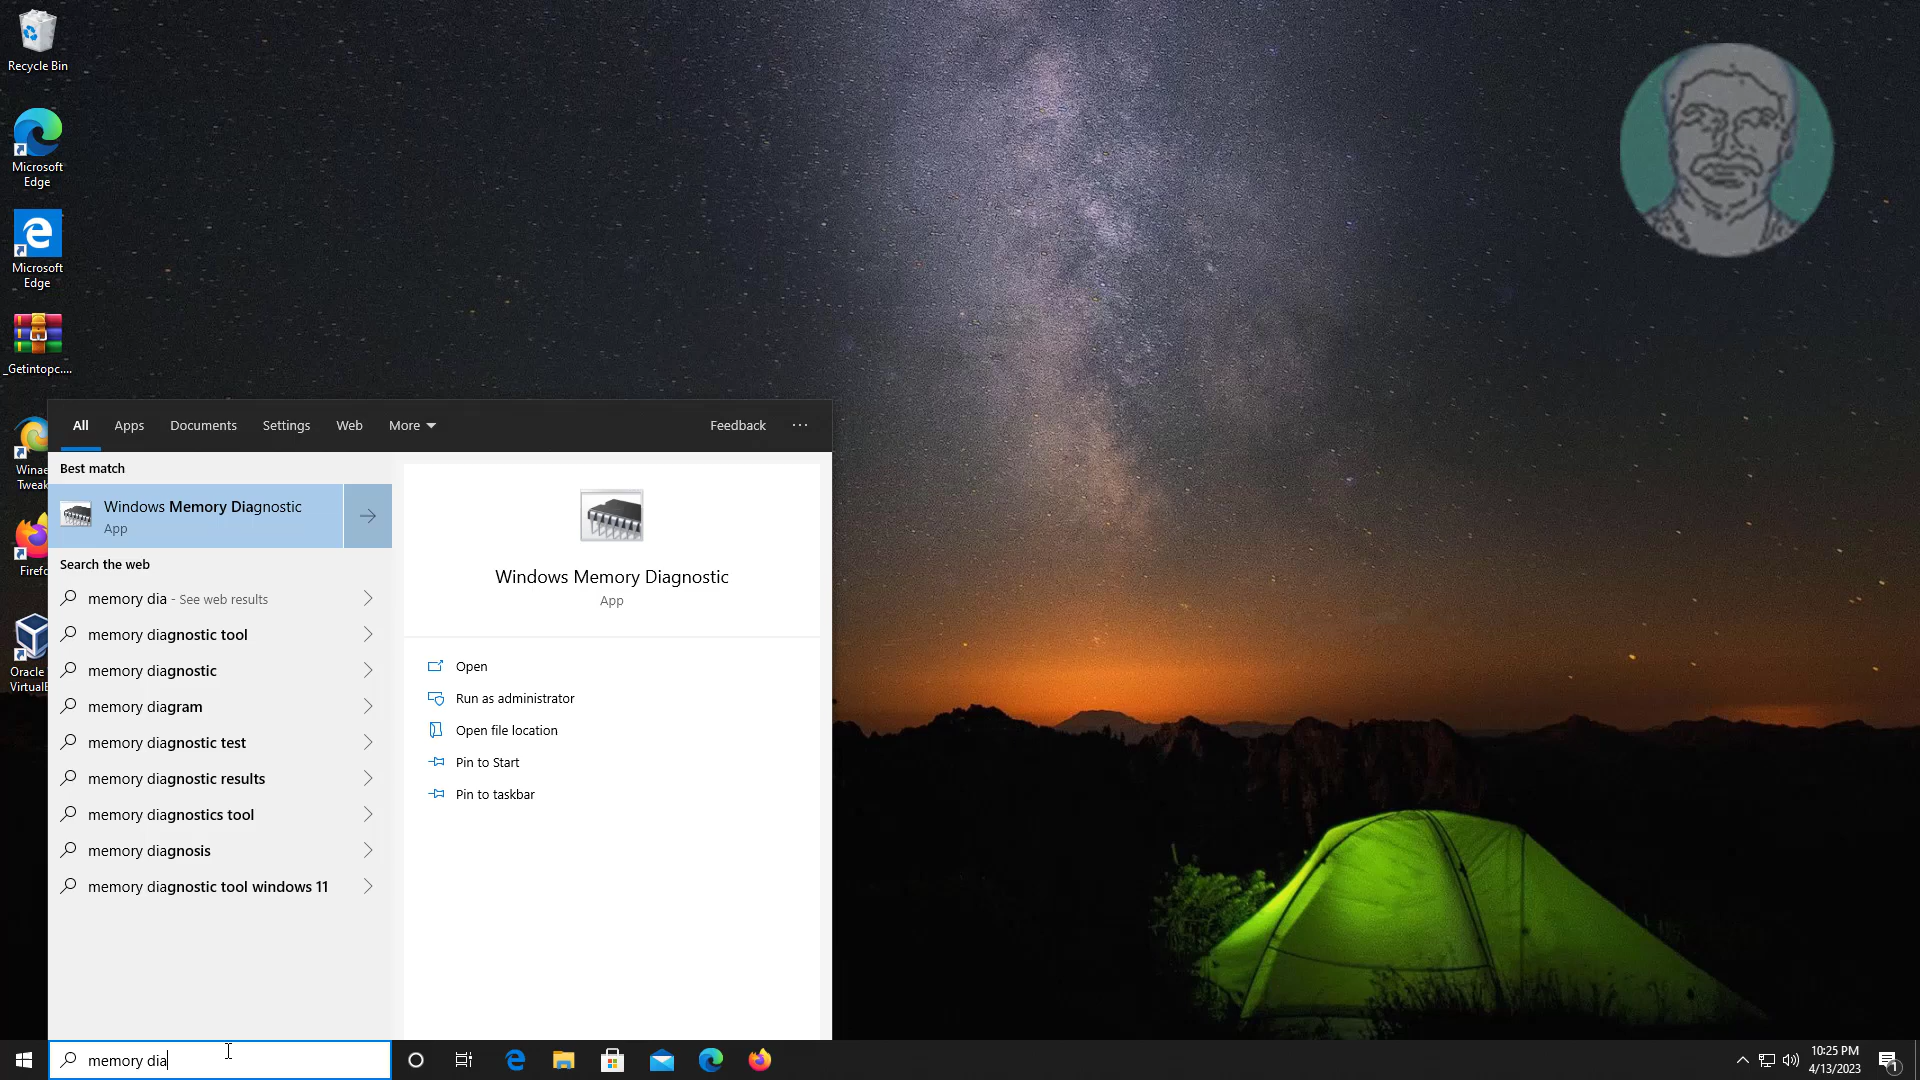 Recycle Bin
Microsoft
Edge
Microsoft
Edge
_Getintopc....
Winae
Tweak
Firefo
Oracle
VirtualB
All Apps Documents Settings Web More Feedback ...
Best match
Windows Memory Diagnostic
App
Search the web
memory dia - See web results
memory diagnostic tool
memory diagnostic
memory diagram
memory diagnostic test
memory diagnostic results
memory diagnostics tool
memory diagnosis
memory diagnostic tool windows 11
Windows Memory Diagnostic
App
Open
Run as administrator
Open file location
Pin to Start
Pin to taskbar
memory dia
10:25 PM
4/13/2023
1